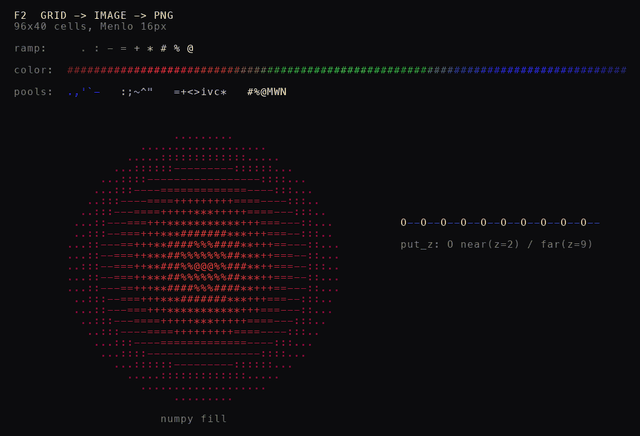 F2  GRID -> IMAGE -> PNG
96x40 cells, Menlo 16px
ramp:     . : - = + * # % @
color:
pools:  .,'`-   :;~^"   =+<>ivc*   #%@MWN
O--O--O--O--O--O--O--O--O--O--
put_z: O near(z=2) / far(z=9)
numpy fill